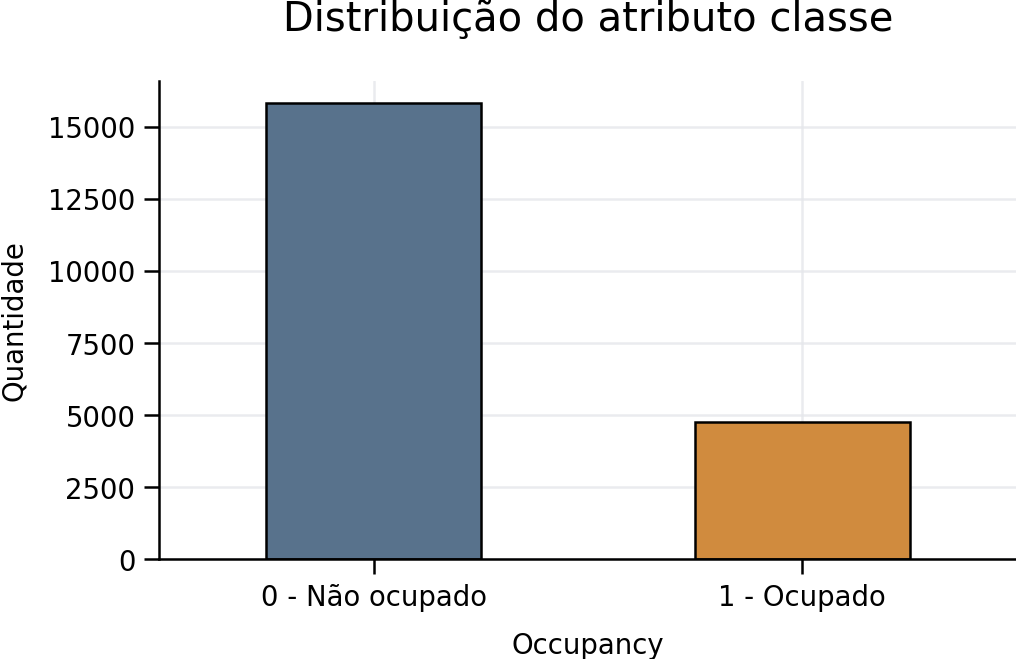 Distribuição do atributo classe
Quantidade
15000
12500
10000
7500
5000
2500
0
0 - Não ocupado
1 - Ocupado
Occupancy